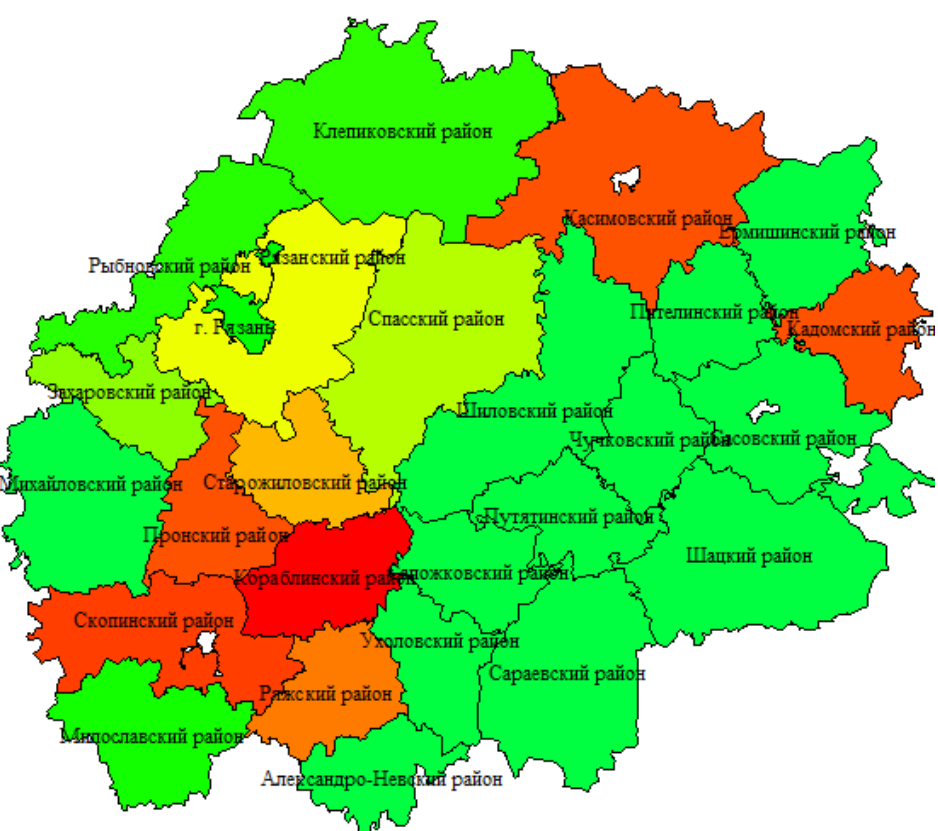 Клепиковский район
Касимовский район
Ермишинский район
Рязанский район
Рыбновский район
Пителинский район
Спасский район
г. Рязань
Кадомский район
Захаровский район
Шиловский район
Чучковский район
Сасовский район
Михайловский район
Старожиловский район
Путятинский район
Пронский район
Шацкий район
Сапожковский район
Кораблинский район
Скопинский район
Ухоловский район
Сараевский район
Ряжский район
Милославский район
Александро-Невский район